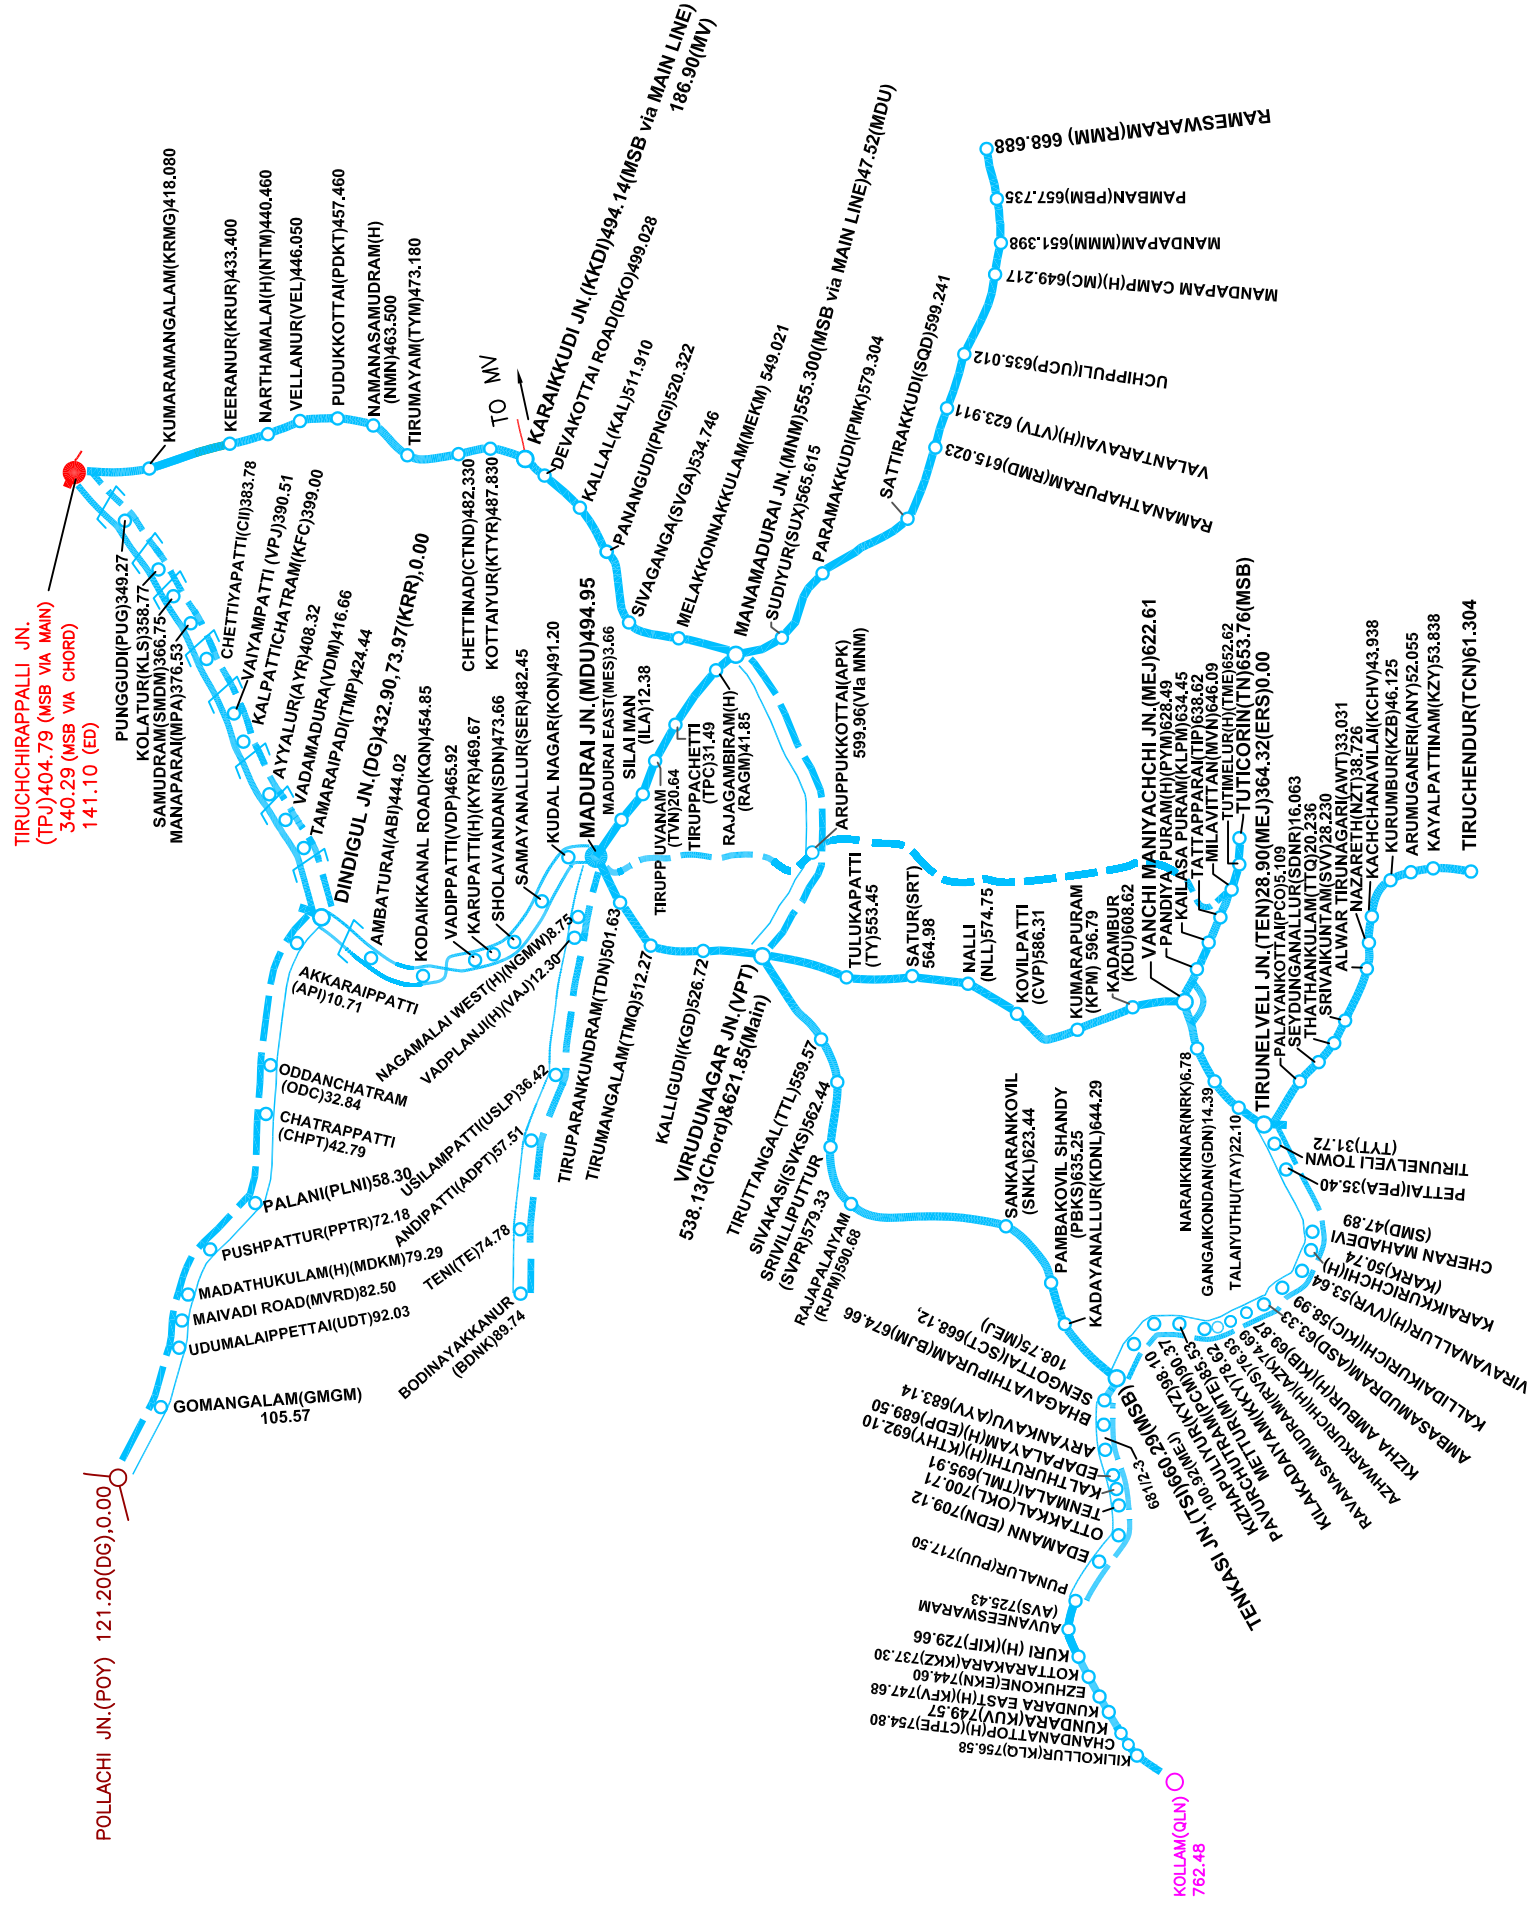 TIRUCHCHIRAPPALLI JN.
(TPJ)404.79 (MSB VIA MAIN)
340.29 (MSB VIA CHORD)
141.10 (ED)
KUMARAMANGALAM(KRMG)418.080
KEERANUR(KRUR)433.400
NARTHAMALAI(H)(NTM)440.460
VELLANUR(VEL)446.050
PUDUKKOTTAI(PDKT)457.460
NAMANASAMUDRAM(H)
(NMN)463.500
TIRUMAYAM(TYM)473.180
CHETTINAD(CTND)482.330
KOTTAIYUR(KTYR)487.830
TO MV
KARAIKKUDI JN.(KKDI)494.14(MSB via MAIN LINE)
186.90(MV)
DEVAKOTTAI ROAD(DKO)499.028
KALLAL(KAL)511.910
PANANGUDI(PNGI)520.322
SIVAGANGA(SVGA)534.746
MELAKKONNAKKULAM(MEKM) 549.021
MANAMADURAI JN.(MNM)555.300(MSB via MAIN LINE)47.52(MDU)
SUDIYUR(SUX)565.615
PARAMAKKUDI(PMK)579.304
SATTIRAKKUDI(SQD)599.241
RAMANATHAPURAM(RMD)615.023
VALANTARAVAI(H)(VTV) 623.911
UCHIPPULI(UCP)635.012
MANDAPAM CAMP(H)(MC)649.217
MANDAPAM(MMM)651.398
PAMBAN(PBM)657.735
RAMESWARAM(RMM) 668.688
PUNGGUDI(PUG)349.27
KOLATUR(KLS)358.77
SAMUDRAM(SMDM)366.75
MANAPARAI(MPA)376.53
CHETTIYAPATTI(CII)383.78
VAIYAMPATTI (VPJ)390.51
KALPATTICHATRAM(KFC)399.00
AYYALUR(AYR)408.32
VADAMADURA(VDM)416.66
TAMARAIPADI(TMP)424.44
DINDIGUL JN.(DG)432.90,73.97(KRR),0.00
AMBATURAI(ABI)444.02
KODAIKKANAL ROAD(KQN)454.85
VADIPPATTI(VDP)465.92
KARUPATTI(H)(KYR)469.67
SHOLAVANDAN(SDN)473.66
SAMAYANALLUR(SER)482.45
KUDAL NAGAR(KON)491.20
MADURAI JN.(MDU)494.95
MADURAI EAST(MES)3.66
SILAI MAN
(ILA)12.38
TIRUPPUVANAM
(TVN)20.64
TIRUPPACHETTI
(TPC)31.49
RAJAGAMBIRAM(H)
(RAGM)41.85
ARUPPUKKOTTAI(APK)
599.96(VIa MNM)
AKKARAIPPATTI
(API)10.71
ODDANCHATRAM
(ODC)32.84
CHATRAPPATTI
(CHPT)42.79
PALANI(PLNI)58.30
PUSHPATTUR(PPTR)72.18
MADATHUKULAM(H)(MDKM)79.29
MAIVADI ROAD(MVRD)82.50
UDUMALAIPPETTAI(UDT)92.03
GOMANGALAM(GMGM)
105.57
POLLACHI JN.(POY) 121.20(DG),0.00
NAGAMALAI WEST(H)(NGMW)8.75
VADPLANJI(H)(VAJ)12.30
USILAMPATTI(USLP)36.42
ANDIPATTI(ADPT)57.51
TENI(TE)74.78
BODINAYAKKANUR
(BDNK)89.74
TIRUPARANKUNDRAM(TDN)501.63
TIRUMANGALAM(TMQ)512.27
KALLIGUDI(KGD)526.72
VIRUDUNAGAR JN.(VPT)
538.13(Chord)&621.85(Main)
TULUKAPATTI
(TY)553.45
SATUR(SRT)
564.98
NALLI
(NLL)574.75
KOVILPATTI
(CVP)586.31
KUMARAPURAM
(KPM) 596.79
KADAMBUR
(KDU)608.62
VANCHI MANIYACHCHI JN.(MEJ)622.61
PANDIYA PURAM(H)(PYM)628.49
KAILASA PURAM(KLPM)634.45
TATTAPPARAI(TIP)638.62
MILAVITTAN(MVN)646.09
TUTIMELUR(H)(TME)652.62
TUTICORIN(TN)653.76(MSB)
TIRUTTANGAL(TTL)559.57
SIVAKASI(SVKS)562.44
SRIVILLIPUTTUR
(SVPR)579.33
RAJAPALAIYAM
(RJPM)590.68
SANKARANKOVIL
(SNKL)623.44
PAMBAKOVIL SHANDY
(PBKS)635.25
KADAYANALLUR(KDNL)644.29
NARAIKKINAR(NRK)6.78
GANGAIKONDAN(GDN)14.39
TALAIYUTHU(TAY)22.10
TIRUNELVELI JN.(TEN)28.90(MEJ)364.32(ERS)0.00
PALAYANKOTTAI(PCO)5.109
SEYDUNGANALLUR(SDNR)16.063
THATHANKULAM(TTQ)20.236
SRIVAIKUNTAM(SVV)28.230
ALWAR TIRUNAGARI(AWT)33.031
NAZARETH(NZT)38.726
KACHCHANAVILAI(KCHV)43.938
KURUMBUR(KZB)46.125
ARUMUGANERI(ANY)52.055
KAYALPATTINAM(KZY)53.838
TIRUCHENDUR(TCN)61.304
TIRUNELVELI TOWN
(TYT)31.72
PETTAI(PEA)35.40
CHERAN MAHADEVI
(SMD)47.89
KARAIKKURICHCHI(H)
(KARK)50.74
VIRAVANALLUR(H)(VVR)53.64
KALLIDAIKURICHI(KIC)58.99
AMBASAMUDRAM(ASD)63.33
KIZHA AMBUR(H)(KIB)69.87
AZHWARKURICHI(H)(AZK)74.69
RAVANASAMUDRAM(RVS)76.93
KILAKADAIYAM(KKY)78.62
METTUR(MTE)85.53
PAVURCHUTRAM(PCM)90.37
KIZHAPULIYUR(KYZ)98.10
100.92(MEJ)
TENKASI JN.(TSI)660.29(MSB)
SENGOTTAI(SCT)668.12,
108.75(MEJ)
BHAGAVATHIPURAM(BJM)674.66
681/2-3
ARYANKAVU(AYV)683.14
EDAPALAYAM(H)(EDP)689.50
KALTHURUTHI(H)(KTHY)692.10
TENMALAI(TML)695.91
OTTAKKAL(OKL)700.71
EDAMANN (EDN)709.12
PUNALUR(PUU)717.50
AUVANEESWARAM
(AVS)725.43
KURI (H)(KIF)729.66
KOTTARAKARA(KKZ)737.30
EZHUKONE(EKN)744.60
KUNDARA EAST(H)(KFV)747.68
KUNDARA(KUV)749.57
CHANDANATTOP(H)(CTPE)754.80
KILIKOLLUR(KLQ)756.58
KOLLAM(QLN)
762.48